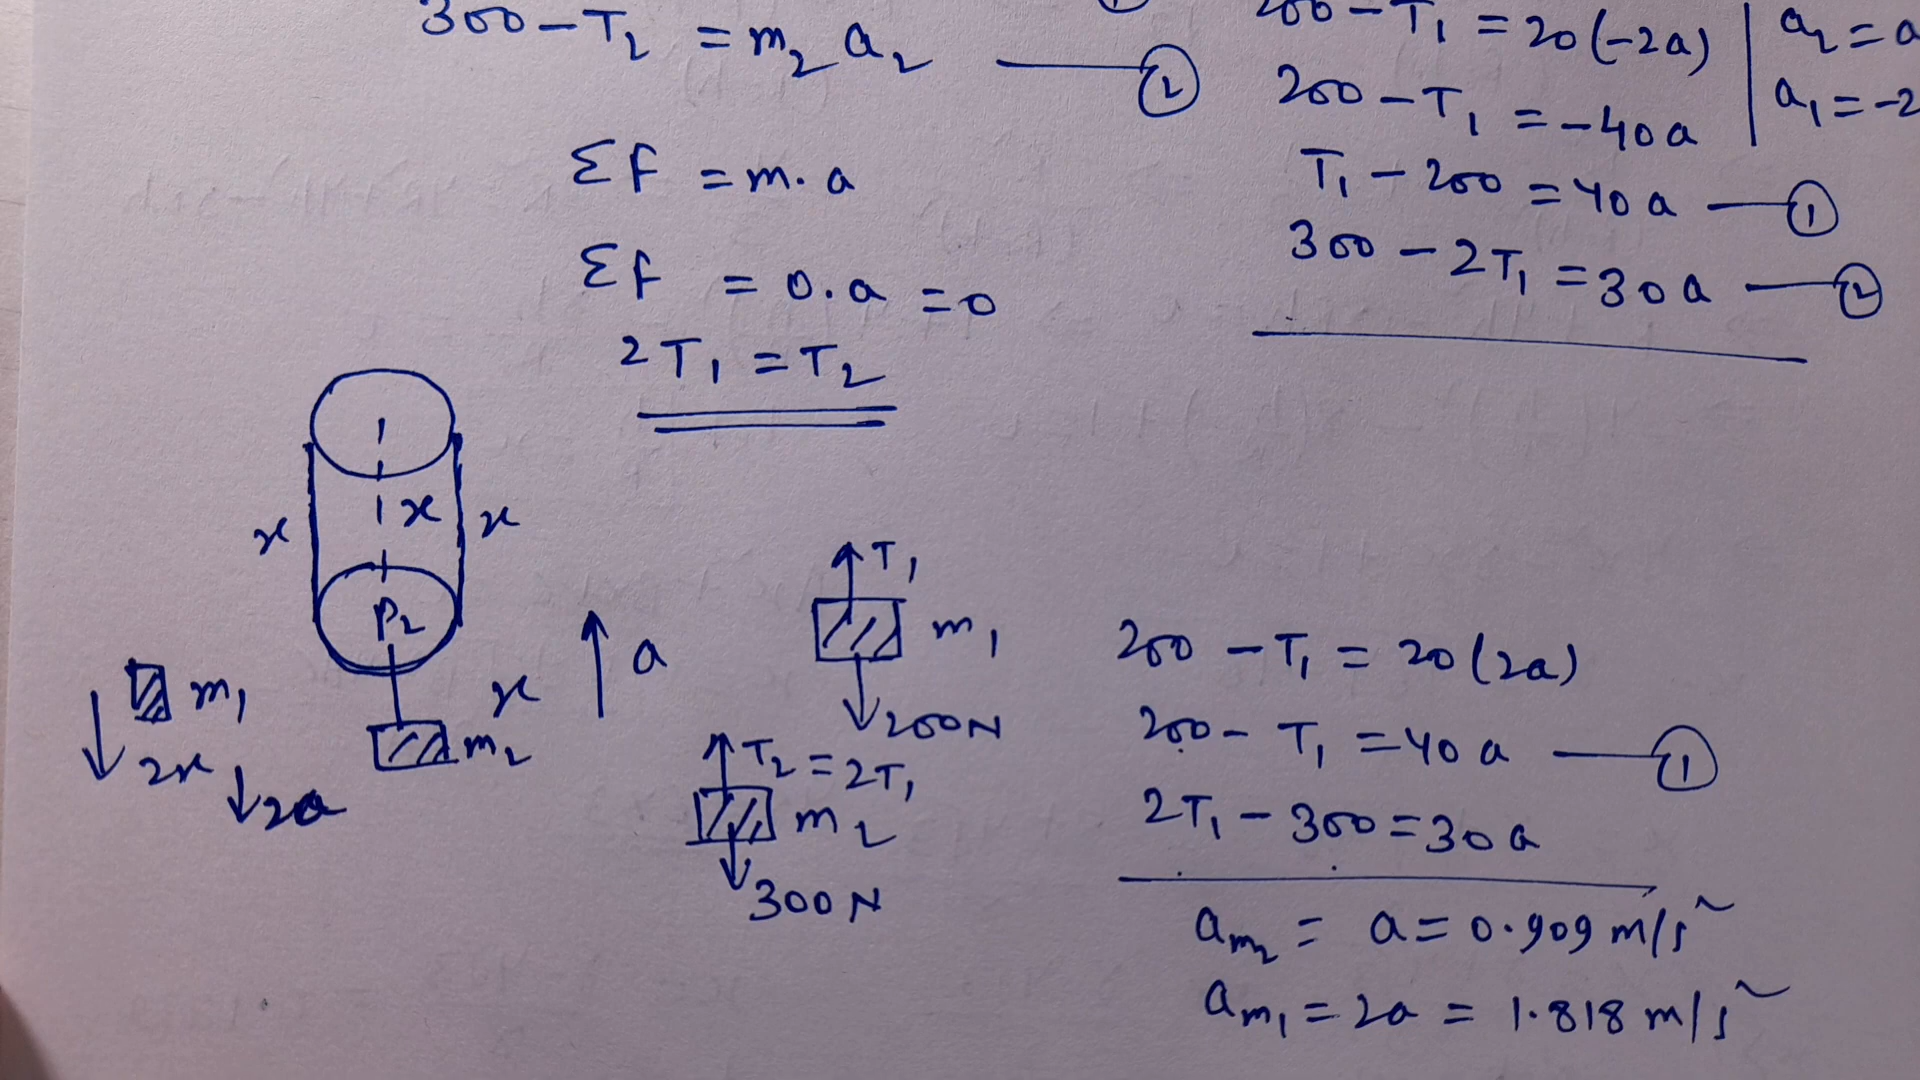 300 - T₂ = m₂ a₂ — ②
ΣF = m . a
ΣF = 0 . a = 0
2T₁ = T₂
200 - T₁ = 20(-2a)
200 - T₁ = -40a
T₁ - 200 = 40a — ①
300 - 2T₁ = 30a — ②
a₂ = a
a₁ = -2
x
x
x
P₂
m₁
2x
2a
m₂
x
a
T₁
m₁
200N
T₂ = 2T₁
m₂
300N
200 - T₁ = 20(2a)
200 - T₁ = 40a — ①
2T₁ - 300 = 30a
aₘ₂ = a = 0.909 m/s²
aₘ₁ = 2a = 1.818 m/s²